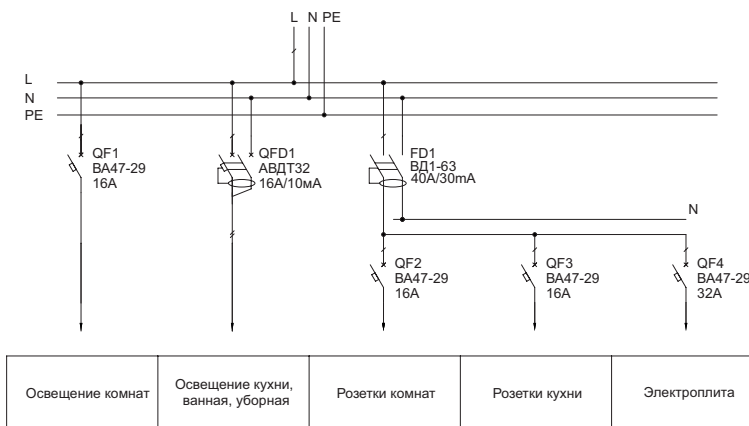 L N PE
L
N
PE
QF1
ВА47-29
16А
QFD1
АВДТ32
16А/10мА
FD1
ВД1-63
40А/30mA
N
QF2
ВА47-29
16А
QF3
ВА47-29
16А
QF4
ВА47-29
32А
Освещение комнат
Освещение кухни,
ванная, уборная
Розетки комнат
Розетки кухни
Электроплита